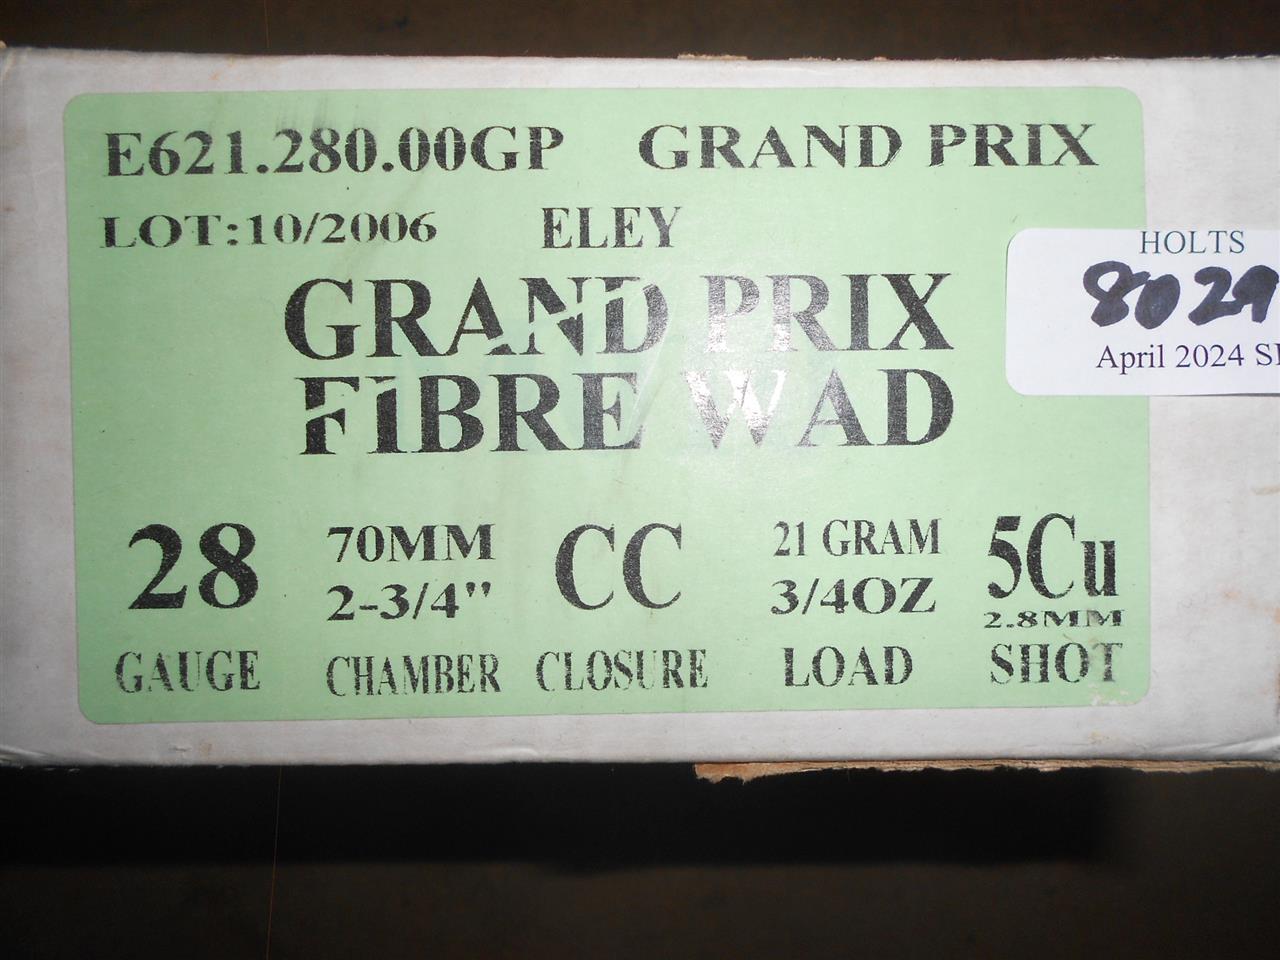 E621.280.00GP GRAND PRIX
LOT:10/2006 ELEY
GRAND PRIX
FIBRE WAD
HOLTS
8029
April 2024
28 70MM CC 21 GRAM 5Cu
2-3/4" 3/4OZ 2.8MM
GAUGE CHAMBER CLOSURE LOAD SHOT